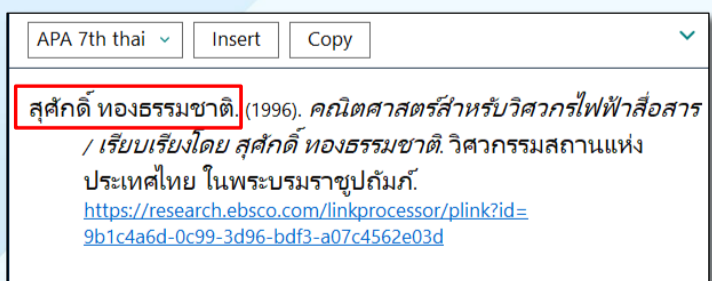 APA 7th thai Insert Copy
สุศักดิ์ ทองธรรมชาติ. (1996). คณิตศาสตร์สำหรับวิศวกรไฟฟ้าสื่อสาร
/ เรียบเรียงโดย สุศักดิ์ ทองธรรมชาติ. วิศวกรรมสถานแห่ง
ประเทศไทย ในพระบรมราชูปถัมภ์.
https://research.ebsco.com/linkprocessor/plink?id=
9b1c4a6d-0c99-3d96-bdf3-a07c4562e03d